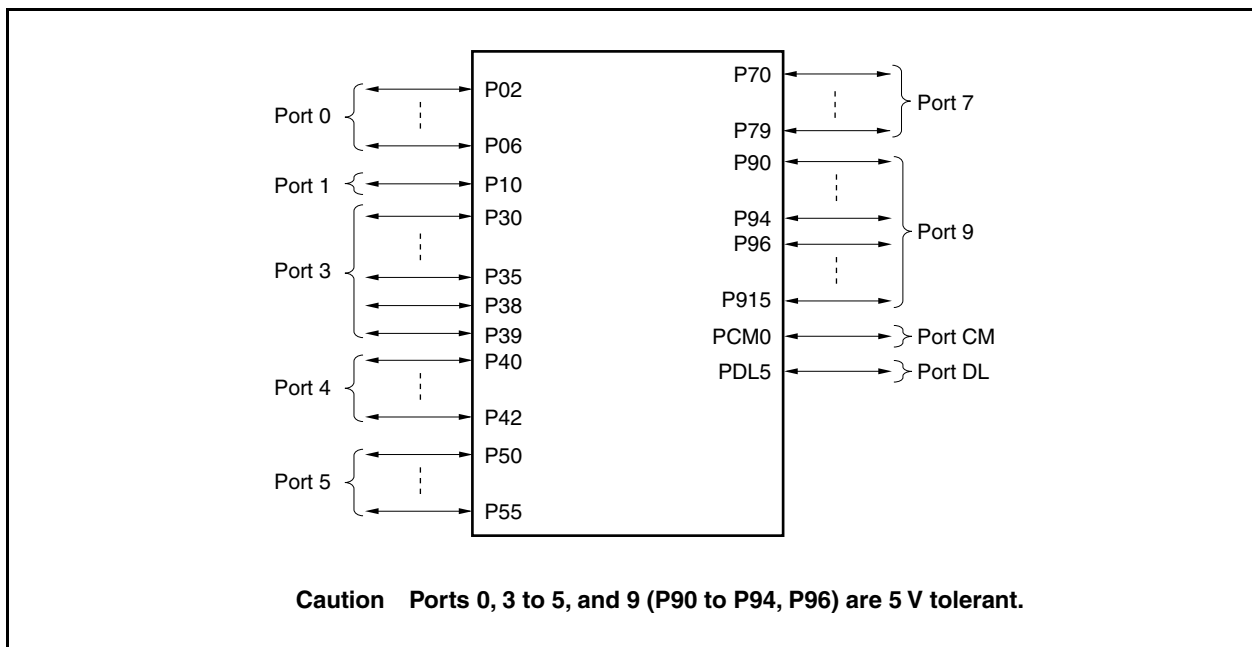 Port 0
P02
P06
Port 1
P10
Port 3
P30
P35
P38
P39
Port 4
P40
P42
Port 5
P50
P55
P70
P79
Port 7
P90
P94
P96
P915
Port 9
PCM0
Port CM
PDL5
Port DL
Caution Ports 0, 3 to 5, and 9 (P90 to P94, P96) are 5 V tolerant.